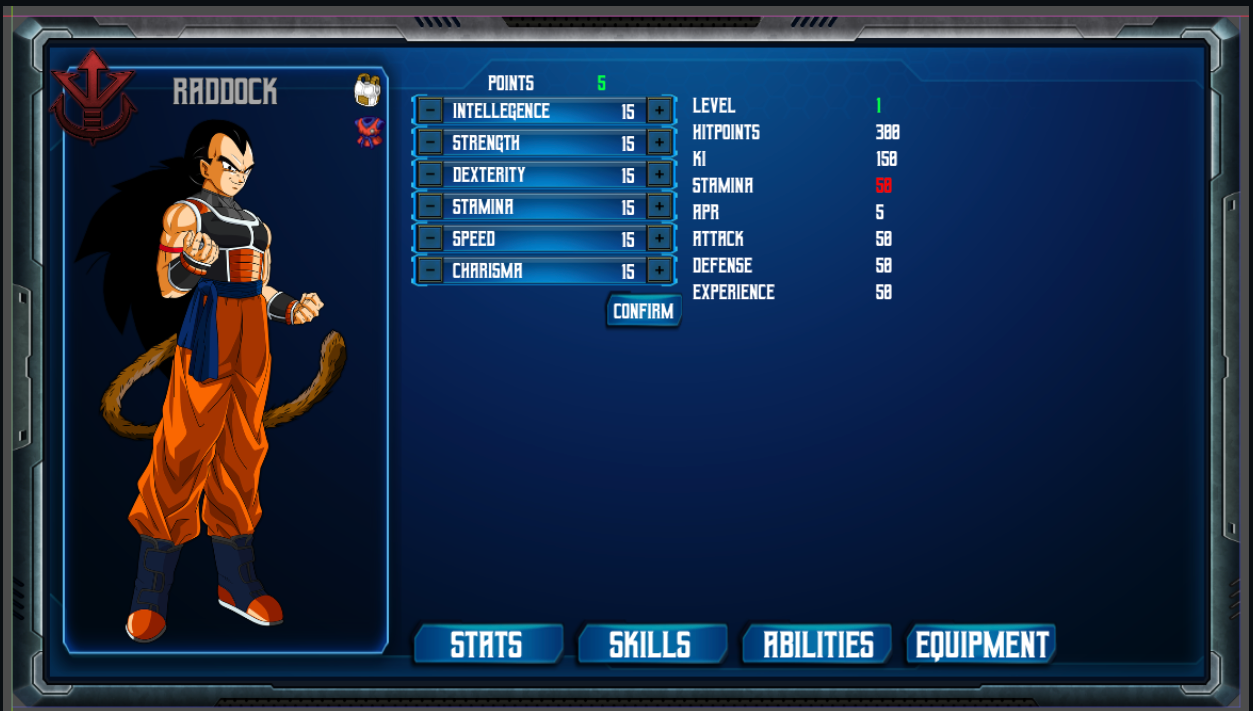 RADDOCK
POINTS 5
- INTELLEGENCE 15 +
- STRENGTH 15 +
- DEXTERITY 15 +
- STAMINA 15 +
- SPEED 15 +
- CHARISMA 15 +
CONFIRM
LEVEL 1
HITPOINTS 300
KI 150
STAMINA 50
APR 5
ATTACK 50
DEFENSE 50
EXPERIENCE 50
STATS
SKILLS
ABILITIES
EQUIPMENT